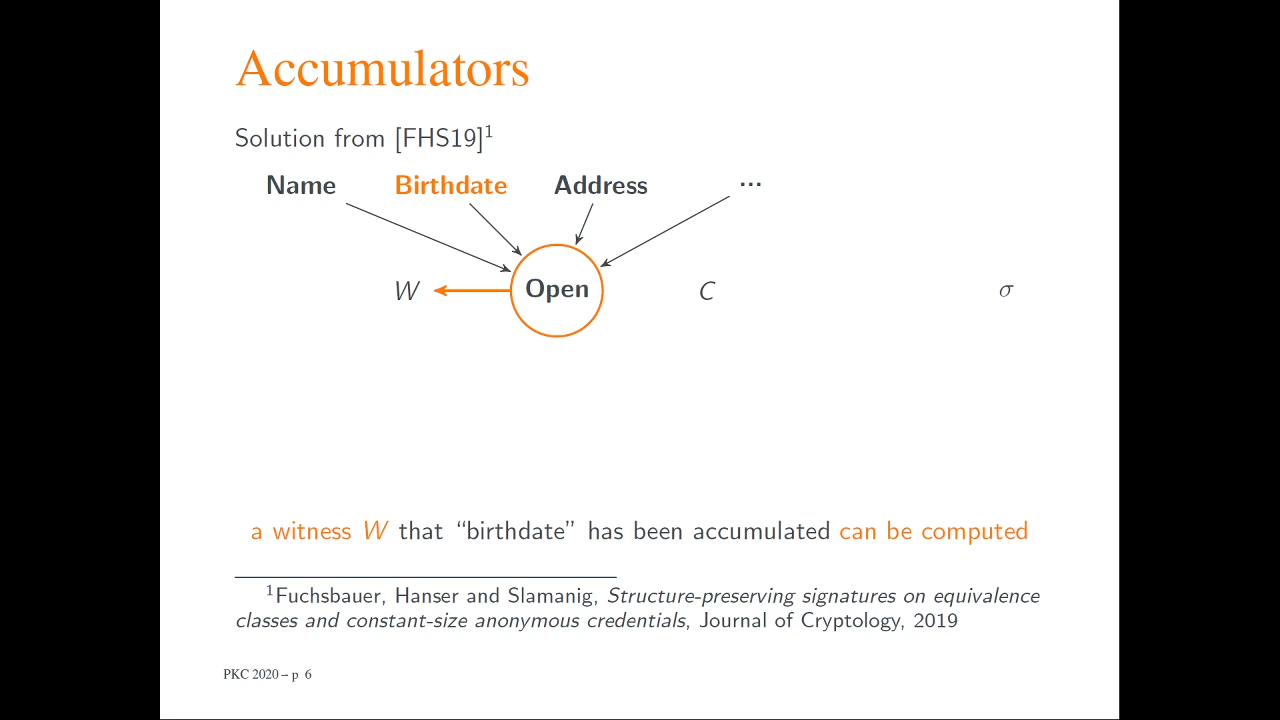 Accumulators
Solution from [FHS19]¹
Name Birthdate Address ...
W Open C σ
a witness W that “birthdate” has been accumulated can be computed
¹Fuchsbauer, Hanser and Slamanig, Structure-preserving signatures on equivalence
classes and constant-size anonymous credentials, Journal of Cryptology, 2019
PKC 2020 – p 6